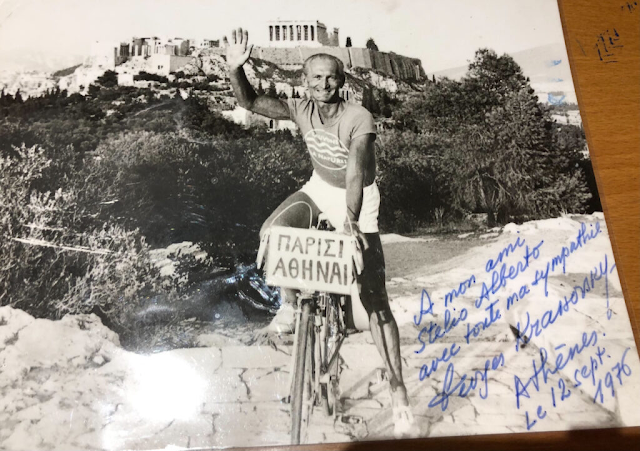 ΠΑΡΙΣΙ
ΑΘΗΝΑΙ
A mon ami
Stelio Alberto
avec toute ma sympathie
Athènes
Le 12 sept.
1976